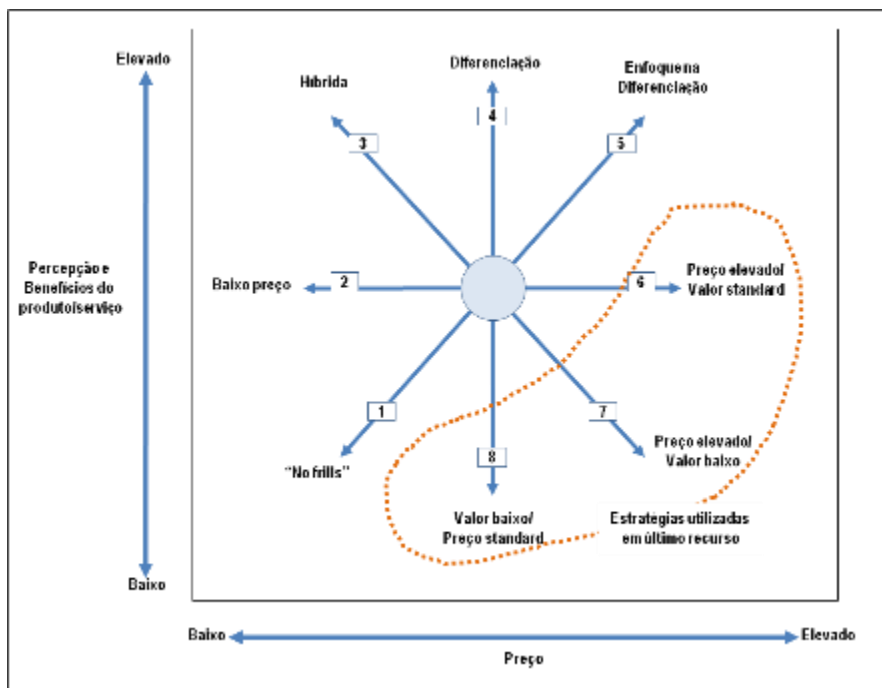 Elevado
Híbrida
Diferenciação
Enfoque na
Diferenciação
4
3
5
Percepção e
Benefícios do
produto/serviço
Baixo preço
2
6
Preço elevado/
Valor standard
1
7
"No frills"
8
Preço elevado/
Valor baixo
Valor baixo/
Preço standard
Estratégias utilizadas
em último recurso
Baixo
Baixo
Elevado
Preço